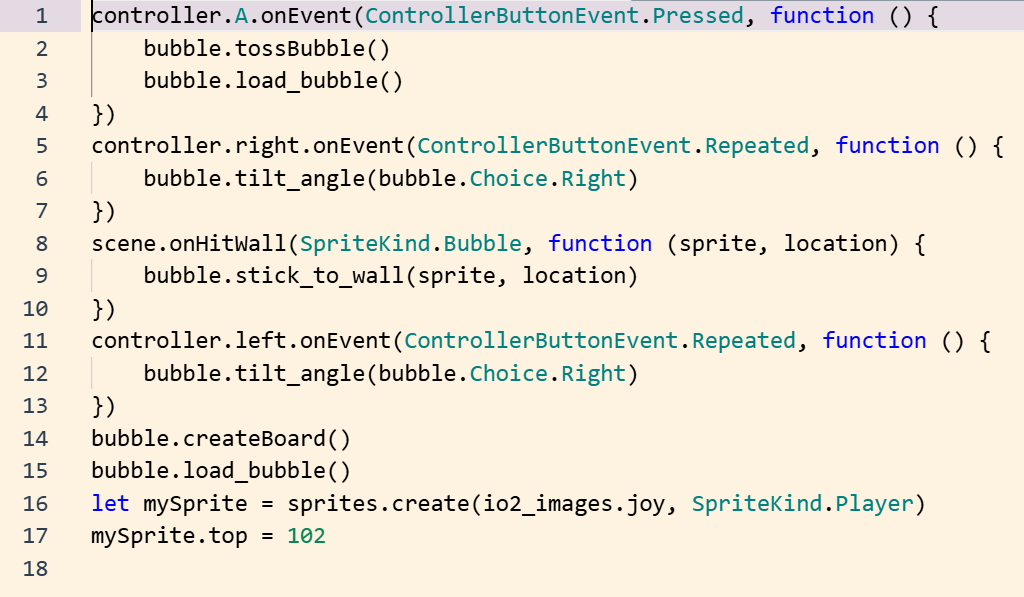 1 controller.A.onEvent(ControllerButtonEvent.Pressed, function () {
2     bubble.tossBubble()
3     bubble.load_bubble()
4 })
5 controller.right.onEvent(ControllerButtonEvent.Repeated, function () {
6     bubble.tilt_angle(bubble.Choice.Right)
7 })
8 scene.onHitWall(SpriteKind.Bubble, function (sprite, location) {
9     bubble.stick_to_wall(sprite, location)
10 })
11 controller.left.onEvent(ControllerButtonEvent.Repeated, function () {
12     bubble.tilt_angle(bubble.Choice.Right)
13 })
14 bubble.createBoard()
15 bubble.load_bubble()
16 let mySprite = sprites.create(io2_images.joy, SpriteKind.Player)
17 mySprite.top = 102
18